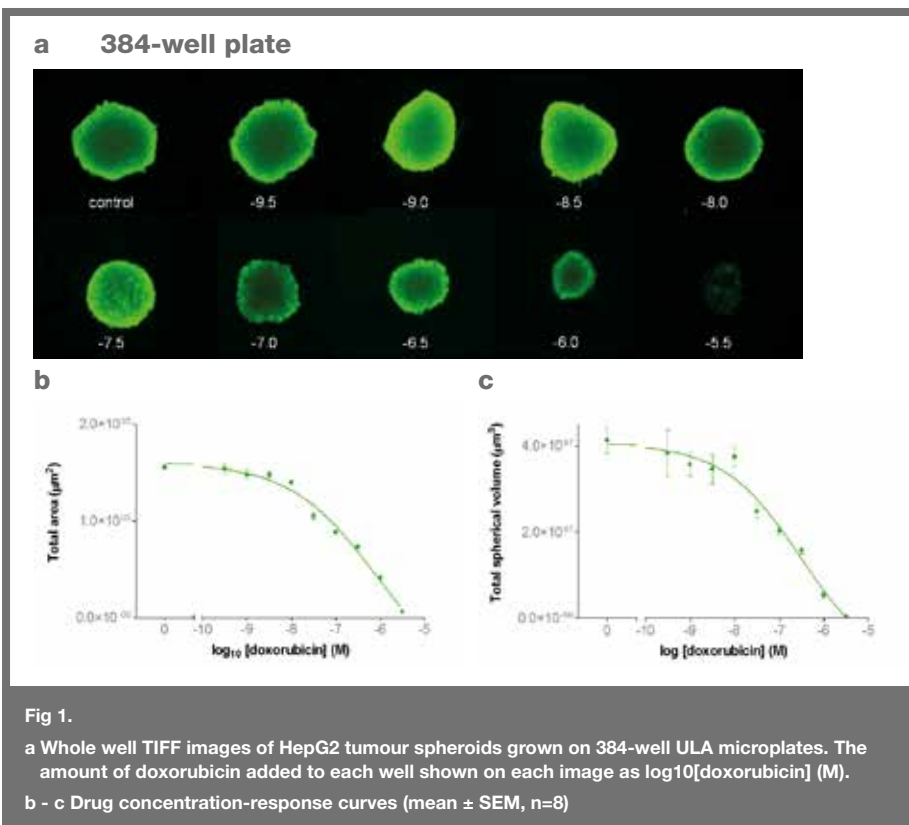 a 384-well plate
control -9.5 -9.0 -8.5 -8.0
-7.5 -7.0 -6.5 -6.0 -5.5
b
Total area (µm²)
1.0×10
0 -10 -9 -8 -7 -6 -5
log₁₀ [doxorubicin] (M)
c
Total spherical volume (µm³)
0 -10 -9 -8 -7 -6 -5
log [doxorubicin] (M)
Fig 1.
a Whole well TIFF images of HepG2 tumour spheroids grown on 384-well ULA microplates. The
amount of doxorubicin added to each well shown on each image as log10[doxorubicin] (M).
b - c Drug concentration-response curves (mean ± SEM, n=8)